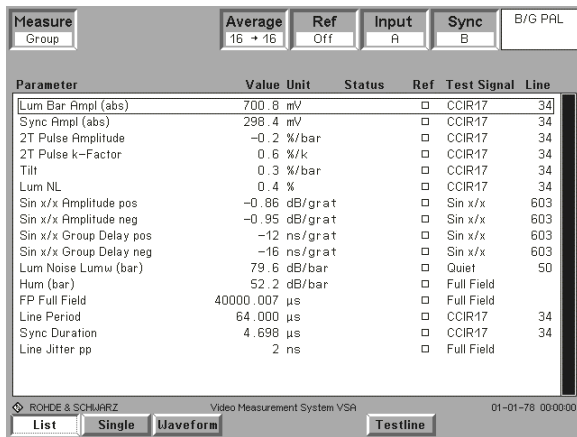 Measure Average Ref Input Sync B/G PAL
Group 16 → 16 Off A B
Parameter Value Unit Status Ref Test Signal Line
Lum Bar Ampl (abs) 700.8 mV CCIR17 34
Sync Ampl (abs) 298.4 mV CCIR17 34
2T Pulse Amplitude −0.2 %/bar CCIR17 34
2T Pulse k−Factor 0.6 %/k CCIR17 34
Tilt 0.3 %/bar CCIR17 34
Lum NL 0.4 % CCIR17 34
Sin x/x Amplitude pos −0.86 dB/grat Sin x/x 603
Sin x/x Amplitude neg −0.95 dB/grat Sin x/x 603
Sin x/x Group Delay pos −12 ns/grat Sin x/x 603
Sin x/x Group Delay neg −16 ns/grat Sin x/x 603
Lum Noise Lumω (bar) 79.6 dB/bar Quiet 50
Hum (bar) 52.2 dB/bar Full Field
FP Full Field 40000.007 µs Full Field
Line Period 64.000 µs CCIR17 34
Sync Duration 4.698 µs CCIR17 34
Line Jitter pp 2 ns Full Field
ROHDE & SCHWARZ Video Measurement System VSA 01−01−78 00:00:00
List Single Waveform Testline